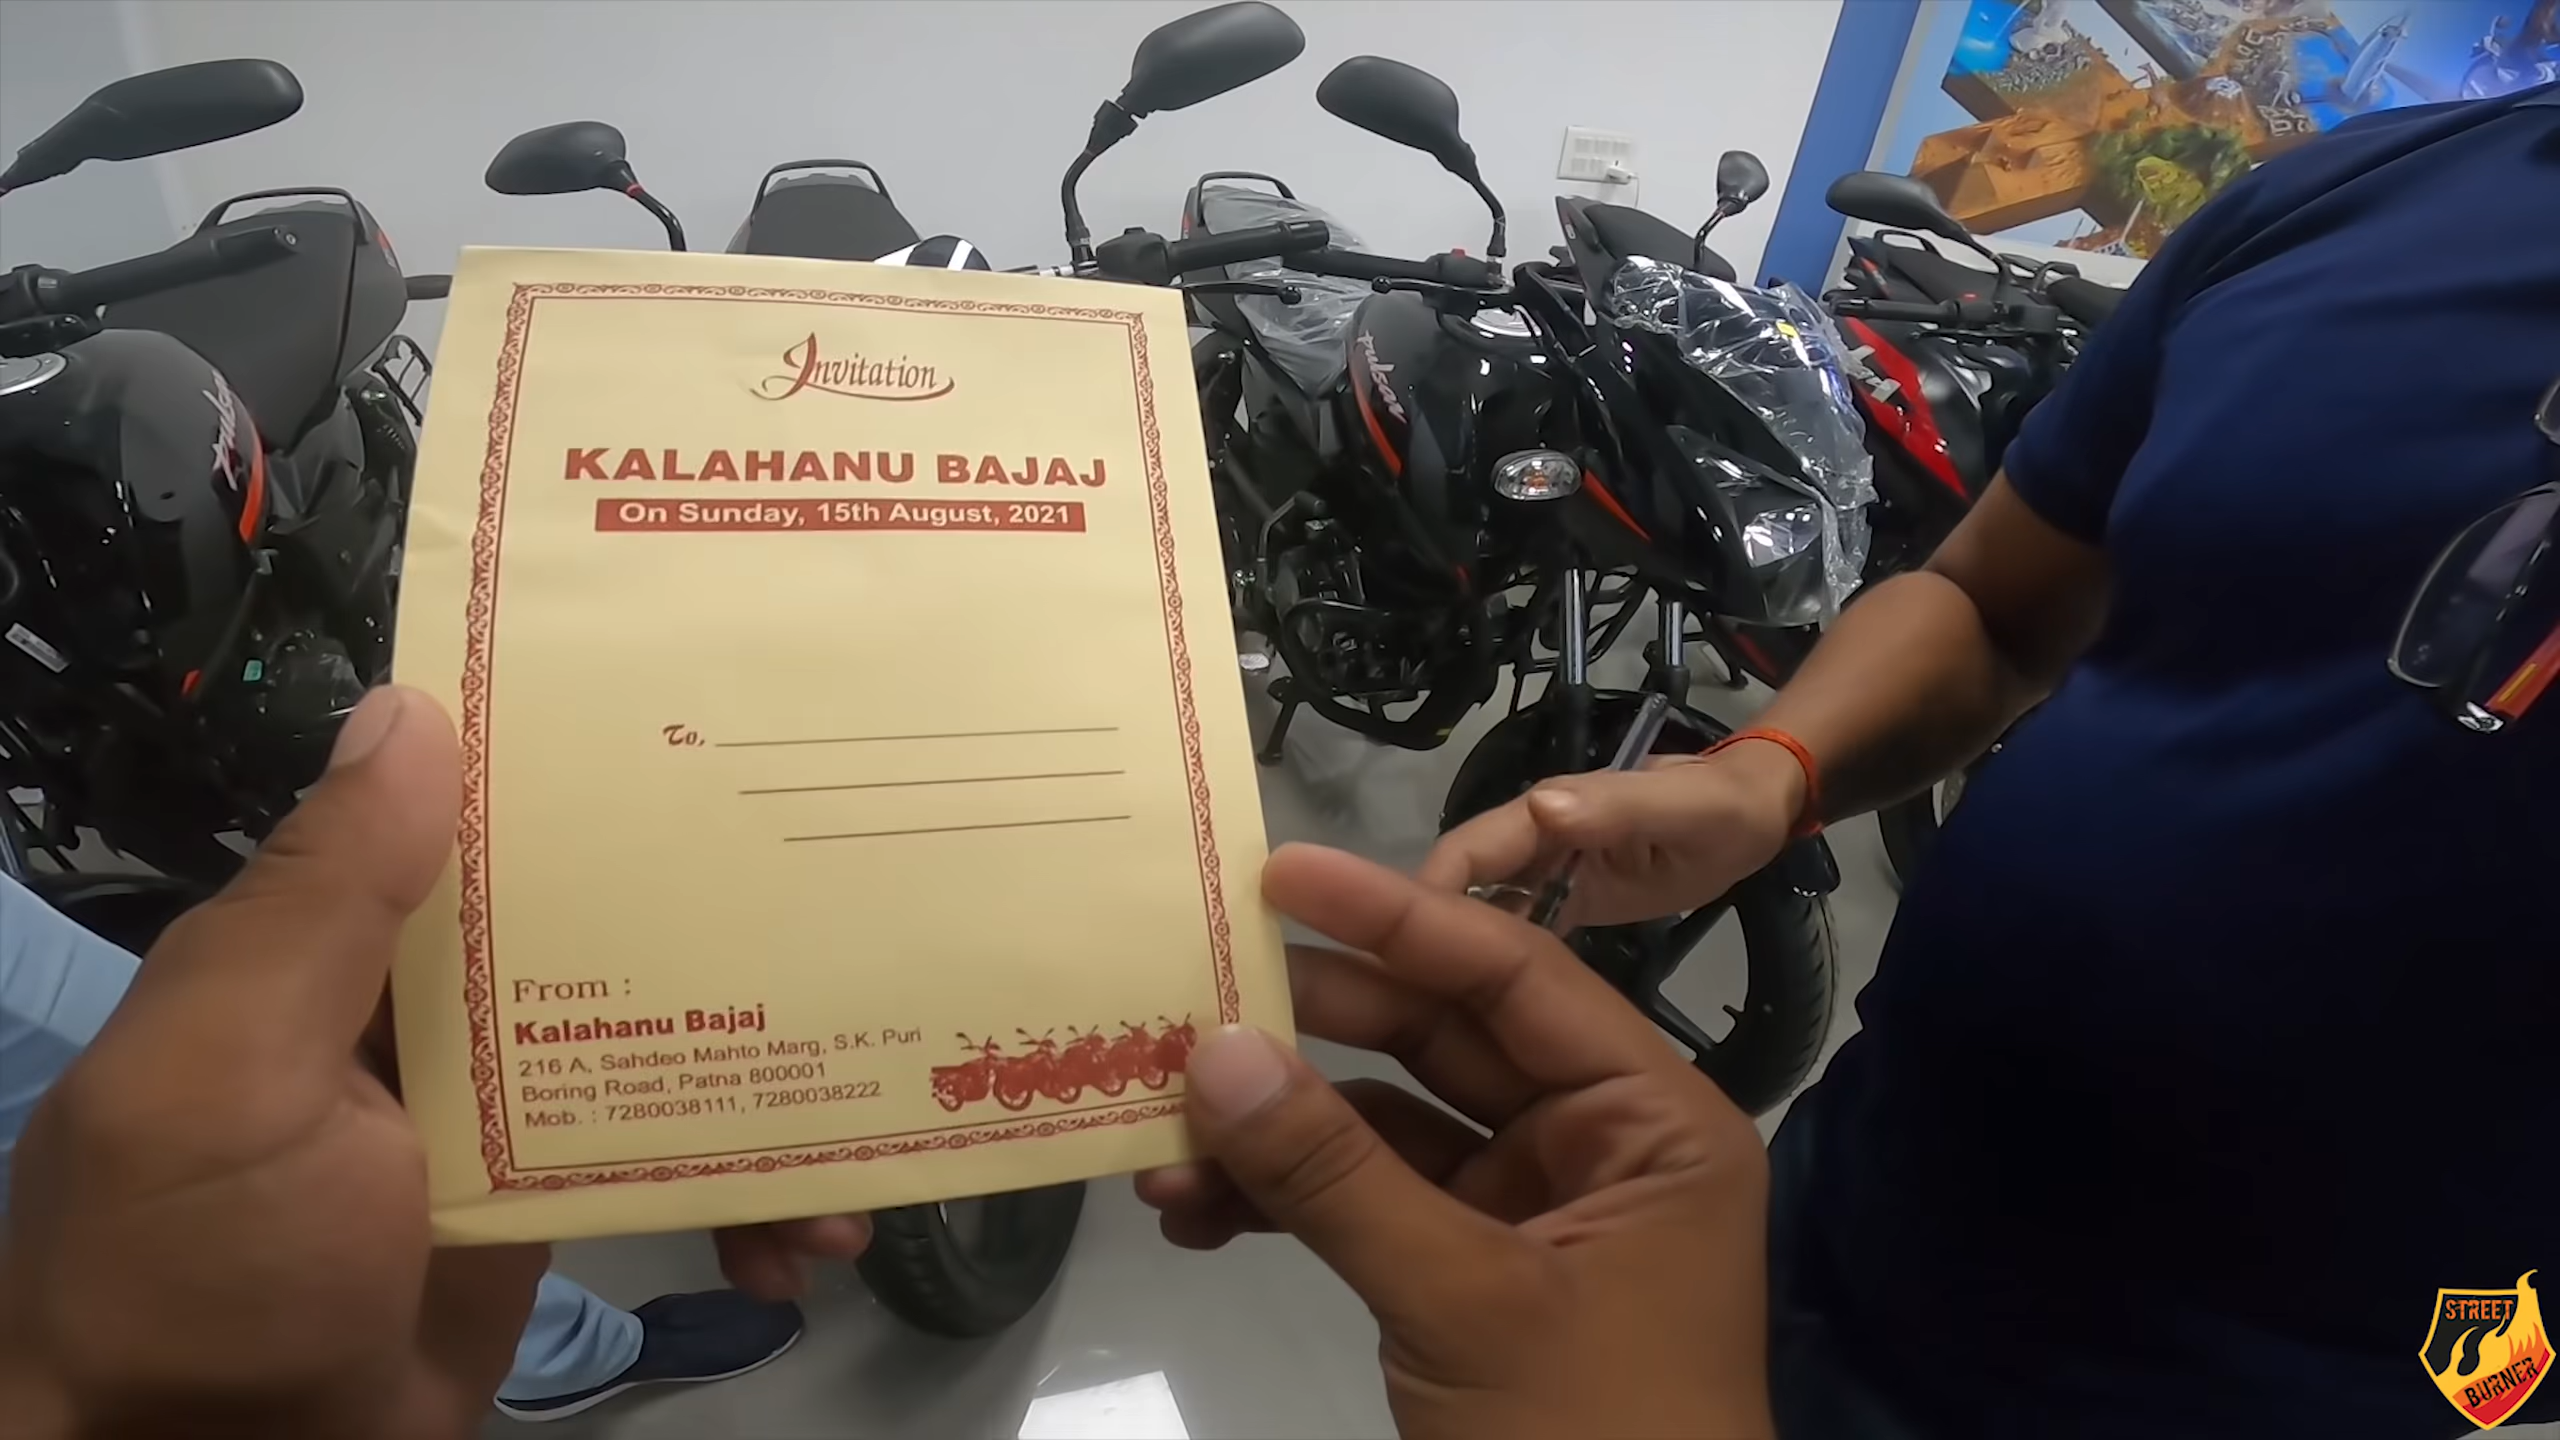 Invitation
KALAHANU BAJAJ
On Sunday, 15th August, 2021
To,
From :
Kalahanu Bajaj
216 A, Sahdeo Mahto Marg, S.K. Puri
Boring Road, Patna 800001
Mob. : 7280038111, 7280038222
pulsar
pulsar
STREET
BURNER